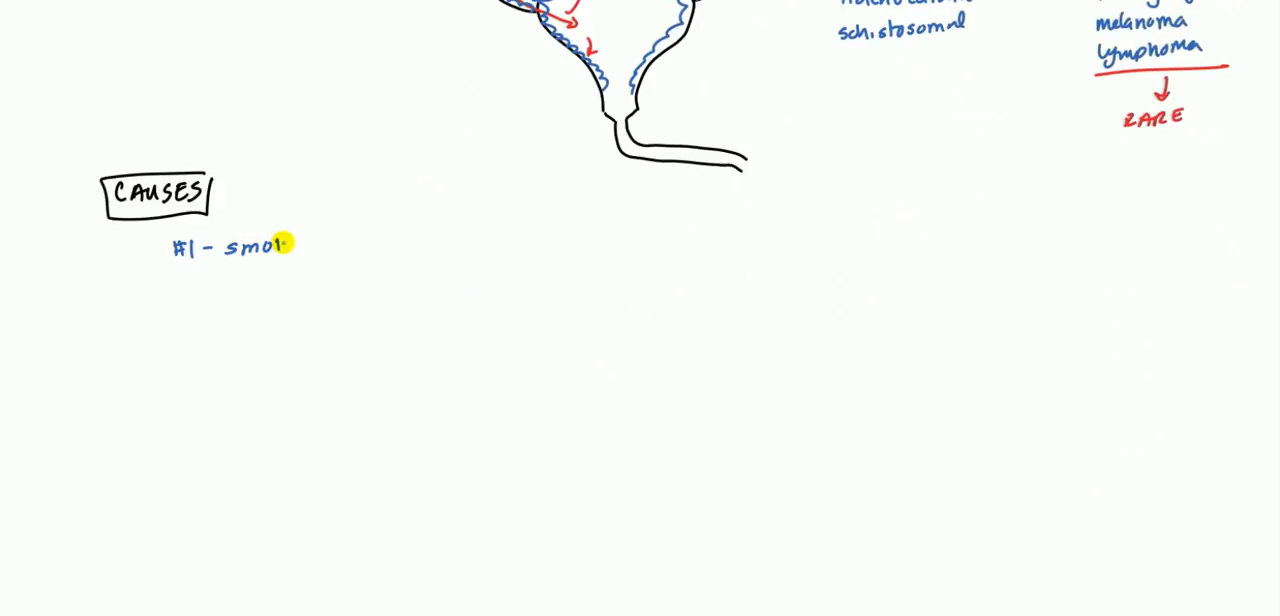 schistosomal
melanoma
lymphoma
RARE
CAUSES
#1 - smo